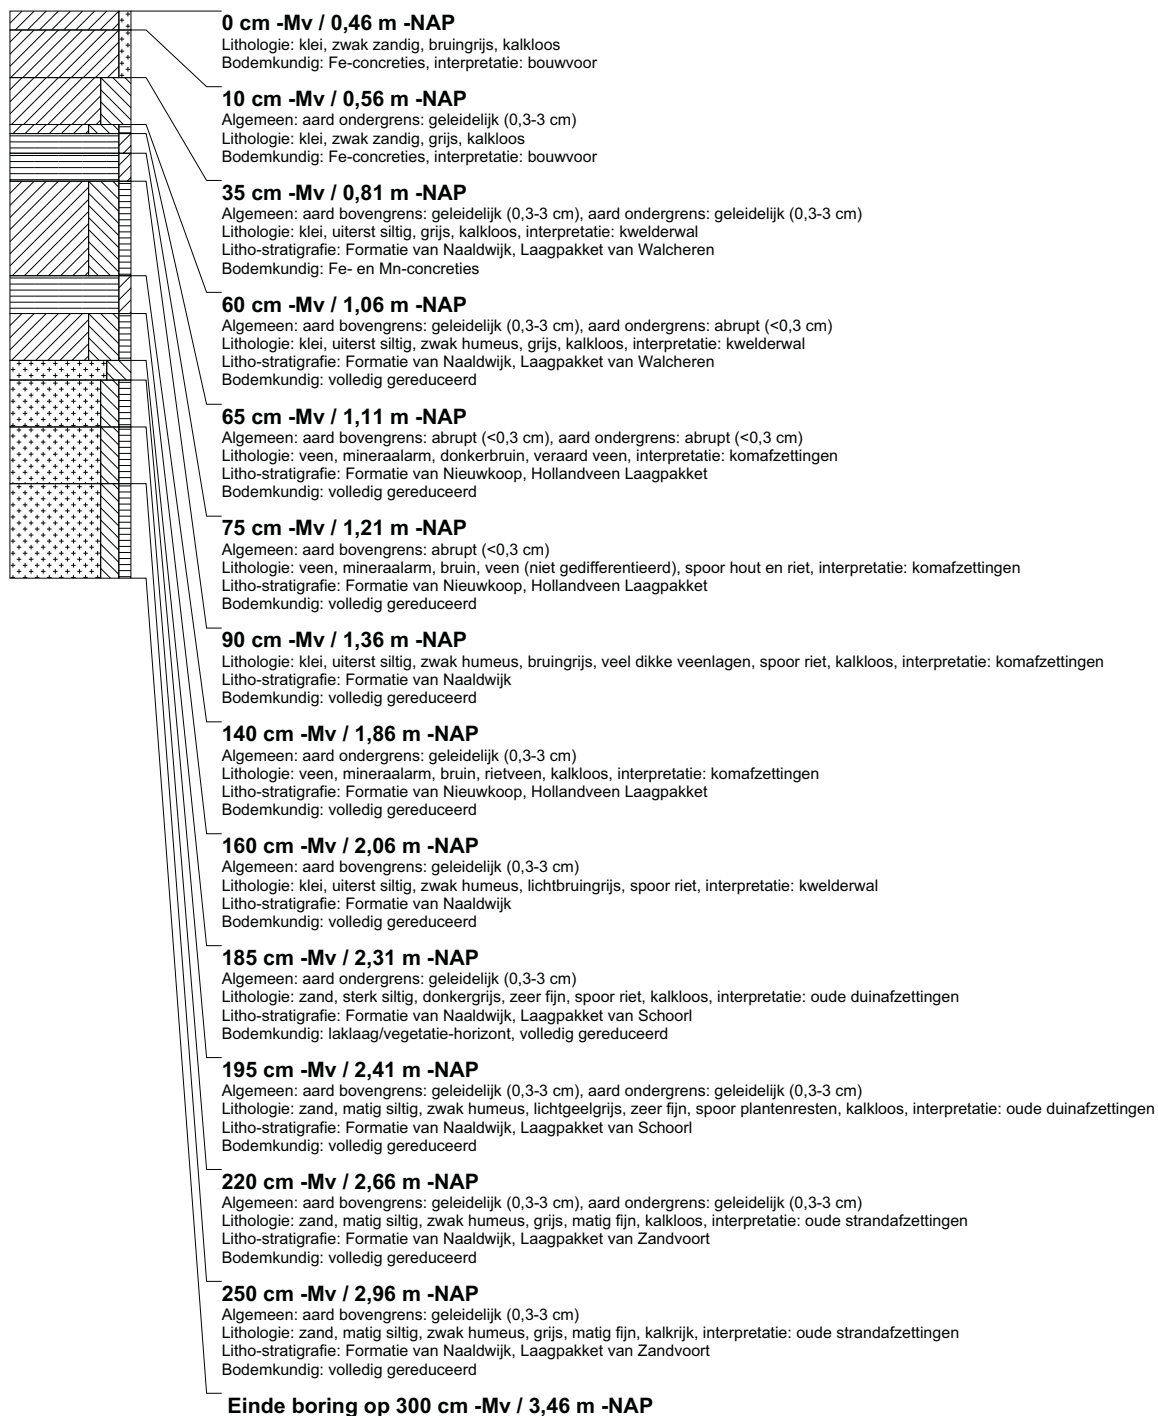 0 cm -Mv / 0,46 m -NAP
Lithologie: klei, zwak zandig, bruingrijs, kalkloos
Bodemkundig: Fe-concreties, interpretatie: bouwvoor
10 cm -Mv / 0,56 m -NAP
Algemeen: aard ondergrens: geleidelijk (0,3-3 cm)
Lithologie: klei, zwak zandig, grijs, kalkloos
Bodemkundig: Fe-concreties, interpretatie: bouwvoor
35 cm -Mv / 0,81 m -NAP
Algemeen: aard bovengrens: geleidelijk (0,3-3 cm), aard ondergrens: geleidelijk (0,3-3 cm)
Lithologie: klei, uiterst siltig, grijs, kalkloos, interpretatie: kwelderwal
Litho-stratigrafie: Formatie van Naaldwijk, Laagpakket van Walcheren
Bodemkundig: Fe- en Mn-concreties
60 cm -Mv / 1,06 m -NAP
Algemeen: aard bovengrens: geleidelijk (0,3-3 cm), aard ondergrens: abrupt (<0,3 cm)
Lithologie: klei, uiterst siltig, zwak humeus, grijs, kalkloos, interpretatie: kwelderwal
Litho-stratigrafie: Formatie van Naaldwijk, Laagpakket van Walcheren
Bodemkundig: volledig gereduceerd
65 cm -Mv / 1,11 m -NAP
Algemeen: aard bovengrens: abrupt (<0,3 cm), aard ondergrens: abrupt (<0,3 cm)
Lithologie: veen, mineraalarm, donkerbruin, veraard veen, interpretatie: komafzettingen
Litho-stratigrafie: Formatie van Nieuwkoop, Hollandveen Laagpakket
Bodemkundig: volledig gereduceerd
75 cm -Mv / 1,21 m -NAP
Algemeen: aard bovengrens: abrupt (<0,3 cm)
Lithologie: veen, mineraalarm, bruin, veen (niet gedifferentieerd), spoor hout en riet, interpretatie: komafzettingen
Litho-stratigrafie: Formatie van Nieuwkoop, Hollandveen Laagpakket
Bodemkundig: volledig gereduceerd
90 cm -Mv / 1,36 m -NAP
Lithologie: klei, uiterst siltig, zwak humeus, bruingrijs, veel dikke veenlagen, spoor riet, kalkloos, interpretatie: komafzettingen
Litho-stratigrafie: Formatie van Naaldwijk
Bodemkundig: volledig gereduceerd
140 cm -Mv / 1,86 m -NAP
Algemeen: aard ondergrens: geleidelijk (0,3-3 cm)
Lithologie: veen, mineraalarm, bruin, rietveen, kalkloos, interpretatie: komafzettingen
Litho-stratigrafie: Formatie van Nieuwkoop, Hollandveen Laagpakket
Bodemkundig: volledig gereduceerd
160 cm -Mv / 2,06 m -NAP
Algemeen: aard bovengrens: geleidelijk (0,3-3 cm)
Lithologie: klei, uiterst siltig, zwak humeus, lichtbruingrijs, spoor riet, interpretatie: kwelderwal
Litho-stratigrafie: Formatie van Naaldwijk
Bodemkundig: volledig gereduceerd
185 cm -Mv / 2,31 m -NAP
Algemeen: aard ondergrens: geleidelijk (0,3-3 cm)
Lithologie: zand, sterk siltig, donkergrijs, zeer fijn, spoor riet, kalkloos, interpretatie: oude duinafzettingen
Litho-stratigrafie: Formatie van Naaldwijk, Laagpakket van Schoorl
Bodemkundig: laklaag/vegetatie-horizont, volledig gereduceerd
195 cm -Mv / 2,41 m -NAP
Algemeen: aard bovengrens: geleidelijk (0,3-3 cm), aard ondergrens: geleidelijk (0,3-3 cm)
Lithologie: zand, matig siltig, zwak humeus, lichtgeelgrijs, zeer fijn, spoor plantenresten, kalkloos, interpretatie: oude duinafzettingen
Litho-stratigrafie: Formatie van Naaldwijk, Laagpakket van Schoorl
Bodemkundig: volledig gereduceerd
220 cm -Mv / 2,66 m -NAP
Algemeen: aard bovengrens: geleidelijk (0,3-3 cm), aard ondergrens: geleidelijk (0,3-3 cm)
Lithologie: zand, matig siltig, zwak humeus, grijs, matig fijn, kalkloos, interpretatie: oude strandafzettingen
Litho-stratigrafie: Formatie van Naaldwijk, Laagpakket van Zandvoort
Bodemkundig: volledig gereduceerd
250 cm -Mv / 2,96 m -NAP
Algemeen: aard bovengrens: geleidelijk (0,3-3 cm)
Lithologie: zand, matig siltig, zwak humeus, grijs, matig fijn, kalkrijk, interpretatie: oude strandafzettingen
Litho-stratigrafie: Formatie van Naaldwijk, Laagpakket van Zandvoort
Bodemkundig: volledig gereduceerd
Einde boring op 300 cm -Mv / 3,46 m -NAP